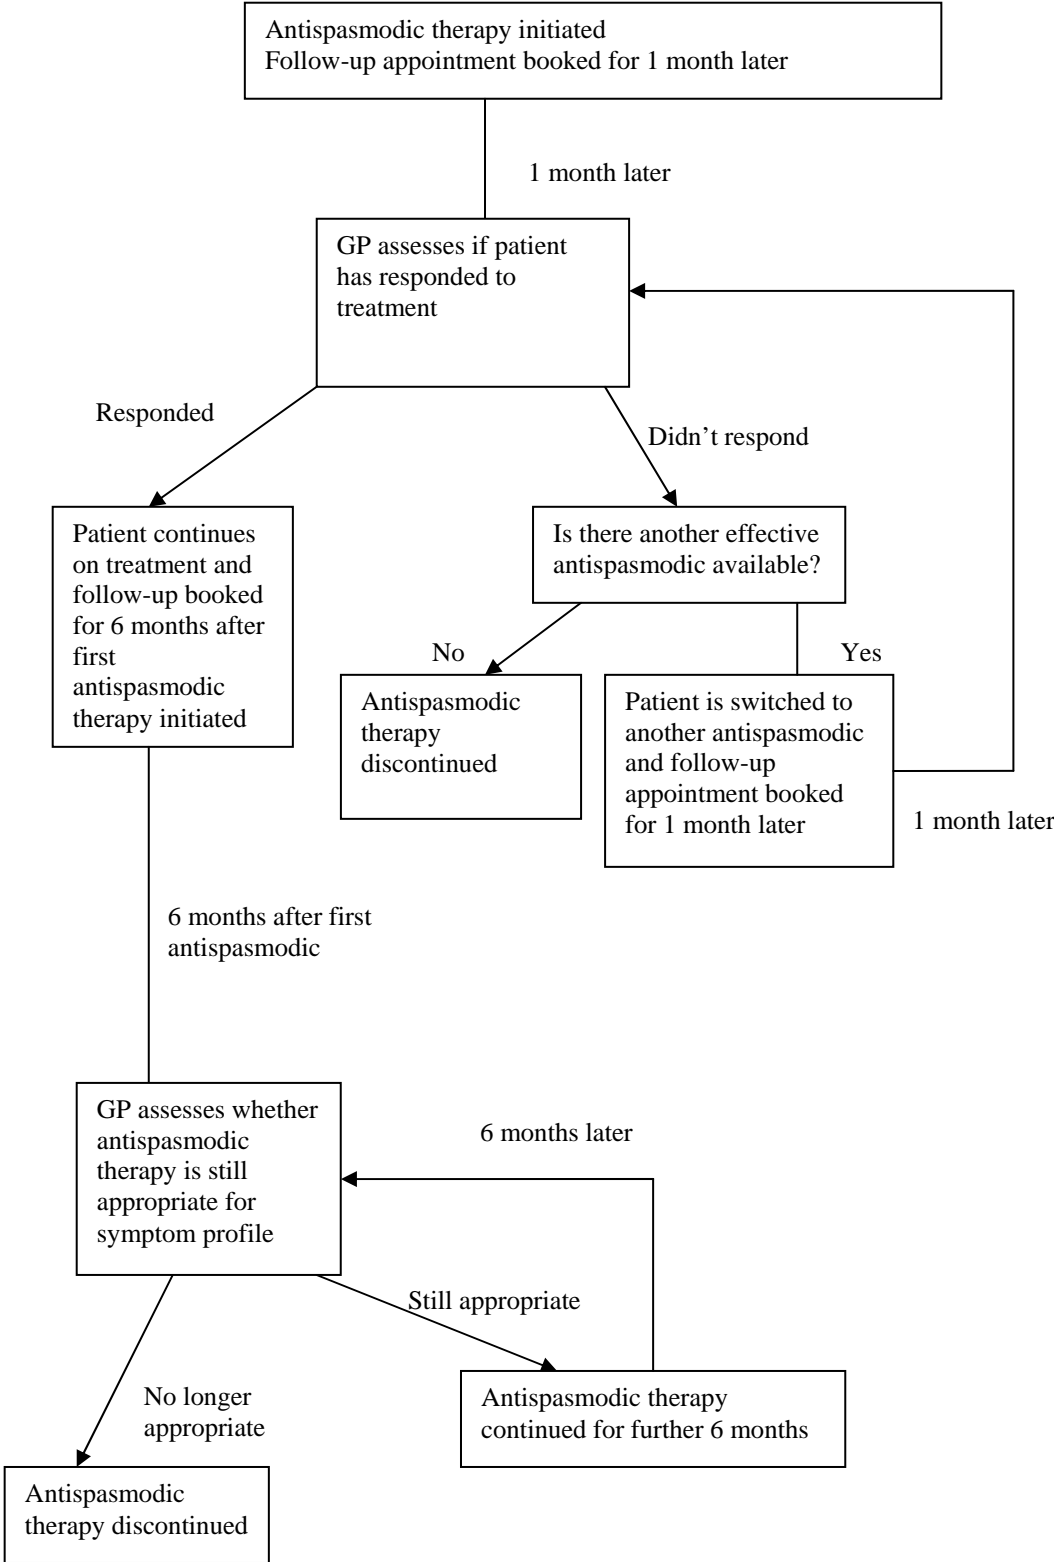 Antispasmodic therapy initiated
Follow-up appointment booked for 1 month later
1 month later
GP assesses if patient
has responded to
treatment
Responded
Didn’t respond
Patient continues
on treatment and
follow-up booked
for 6 months after
first
antispasmodic
therapy initiated
Is there another effective
antispasmodic available?
No
Yes
Antispasmodic
therapy
discontinued
Patient is switched to
another antispasmodic
and follow-up
appointment booked
for 1 month later
1 month later
6 months after first
antispasmodic
GP assesses whether
antispasmodic
therapy is still
appropriate for
symptom profile
6 months later
Still appropriate
No longer
appropriate
Antispasmodic therapy
continued for further 6 months
Antispasmodic
therapy discontinued